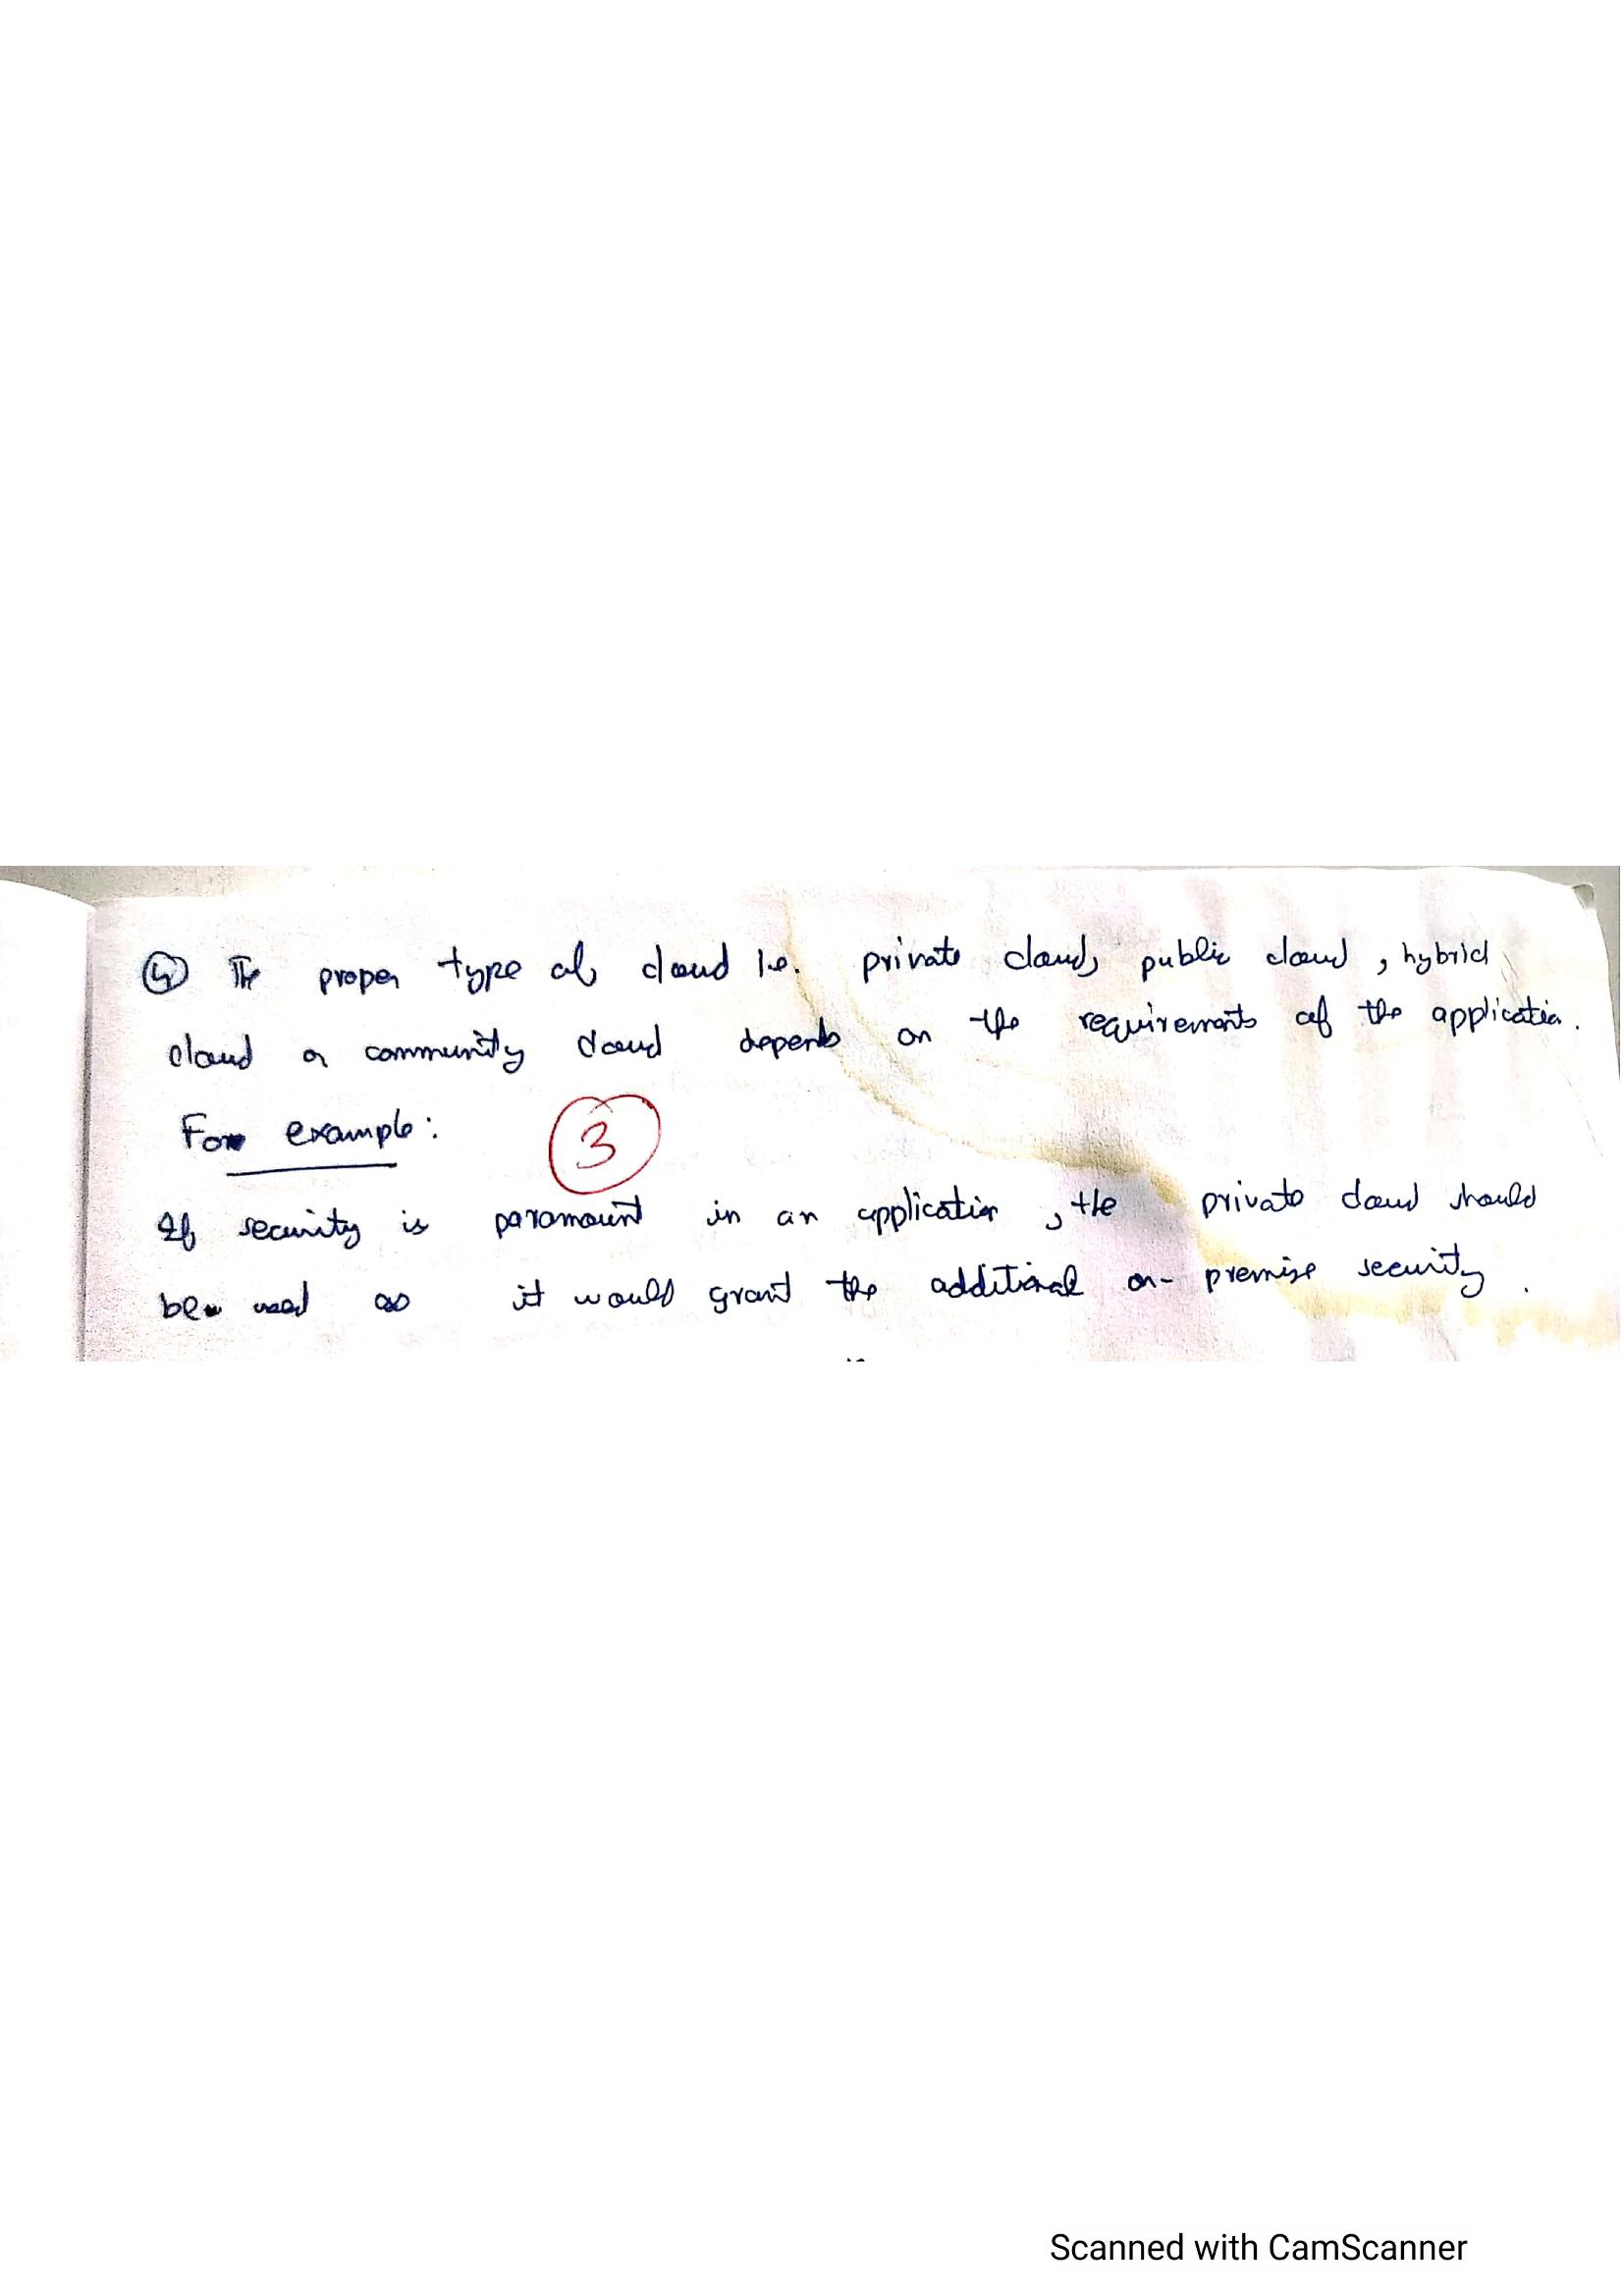 ④ The proper type of cloud i.e. private cloud, public cloud, hybrid
cloud or community cloud depends on the requirements of the application.
For example:
3
If security is paramount in an application, the private cloud should
be used as it would grant the additional on-premise security.
Scanned with CamScanner